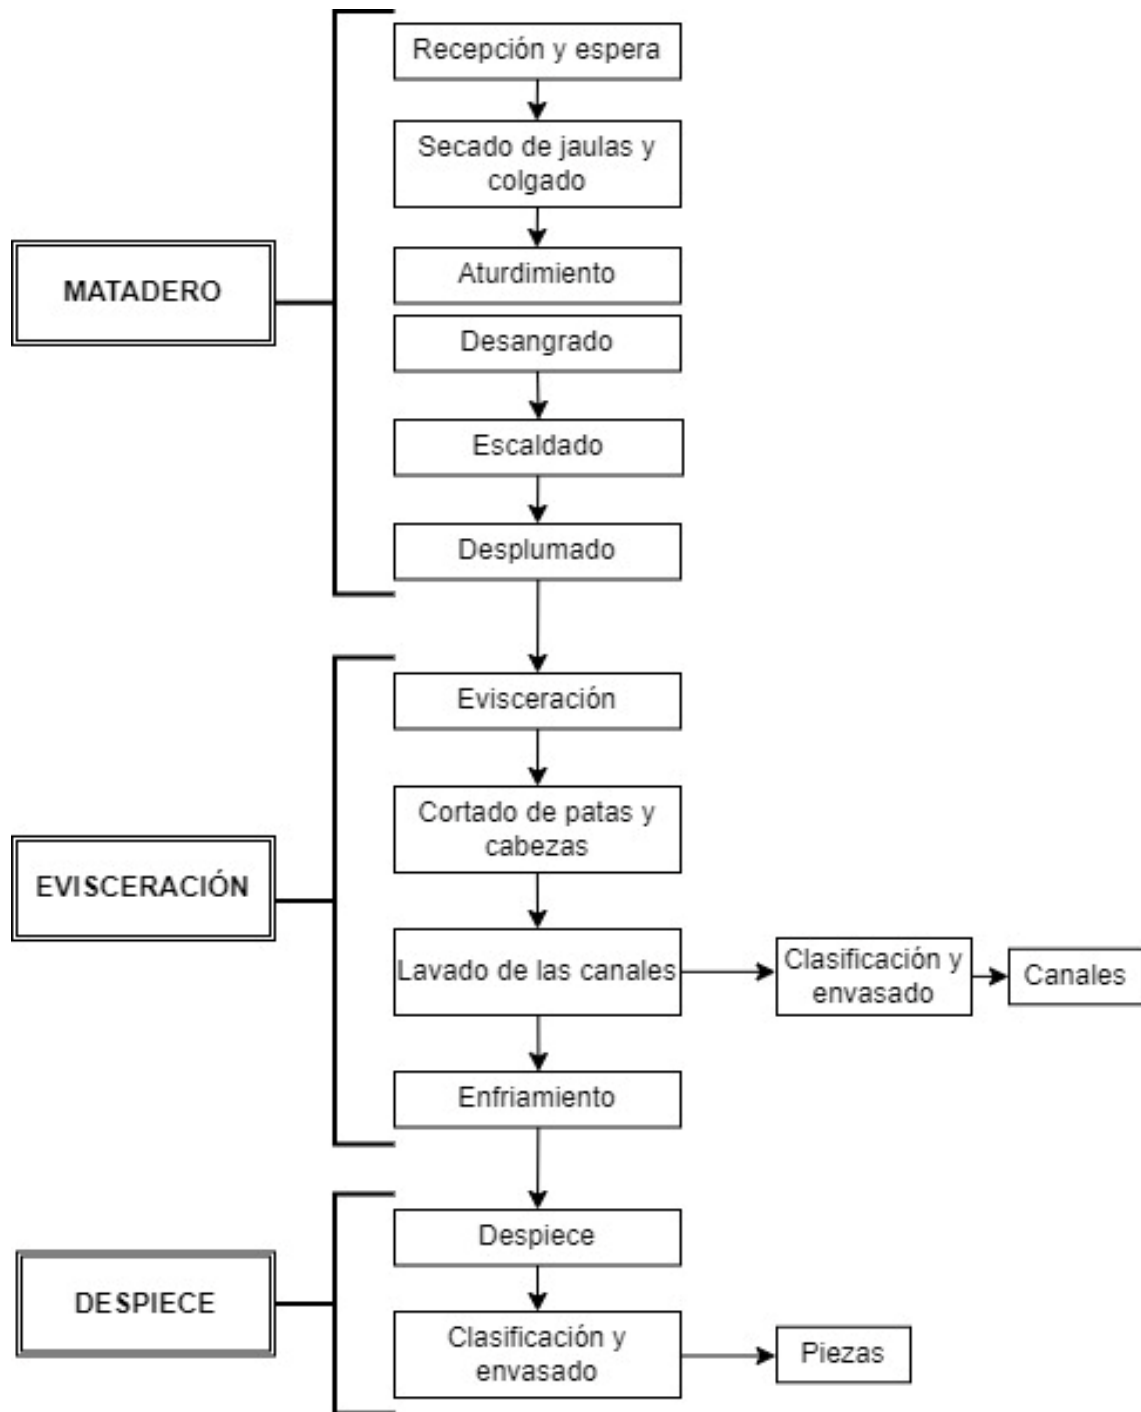 Recepción y espera
Secado de jaulas y
colgado
MATADERO
Aturdimiento
Desangrado
Escaldado
Desplumado
Evisceración
Cortado de patas y
cabezas
EVISCERACIÓN
Lavado de las canales
Clasificación y
envasado
Canales
Enfriamiento
Despiece
DESPIECE
Clasificación y
envasado
Piezas